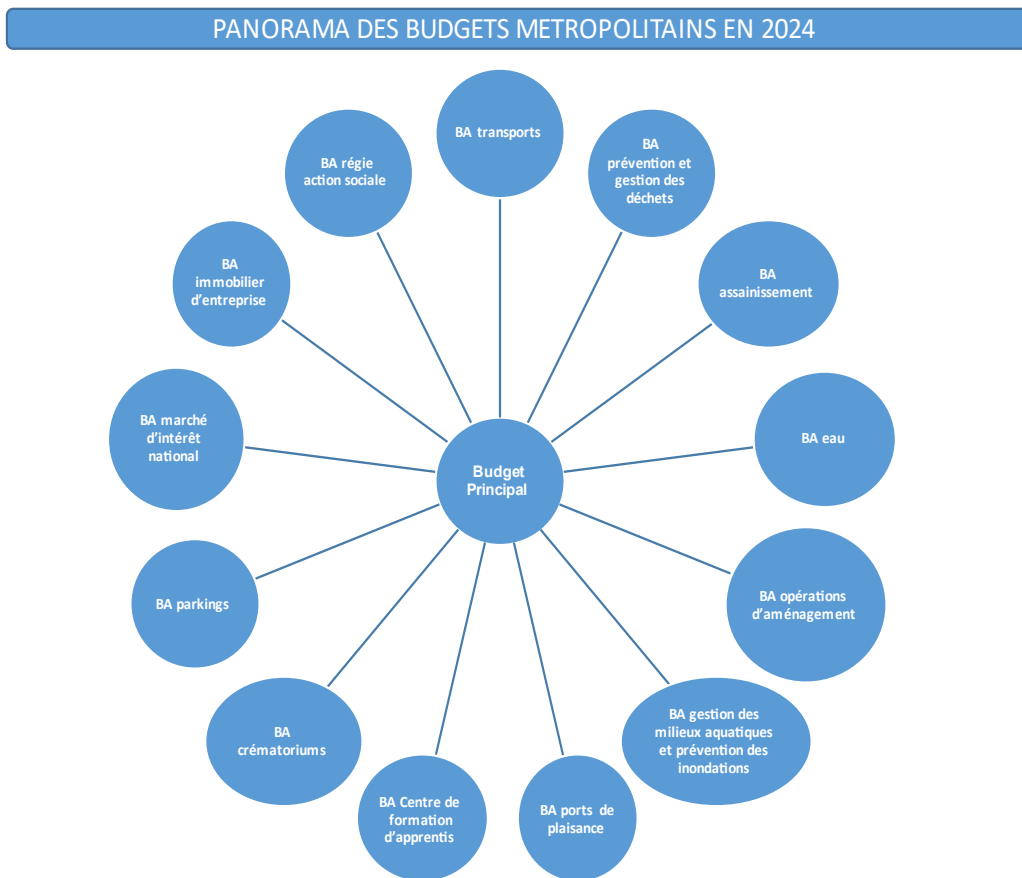 PANORAMA DES BUDGETS METROPOLITAINS EN 2024
BA transports
BA
prévention et
gestion des
déchets
BA
assainissement
BA eau
BA opérations
d’aménagement
BA gestion des
milieux aquatiques
et prévention des
inondations
BA ports de
plaisance
BA Centre de
formation
d’apprentis
BA
crématoriums
BA parkings
BA marché
d’intérêt
national
BA
immobilier
d’entreprise
BA régie
action sociale
Budget
Principal